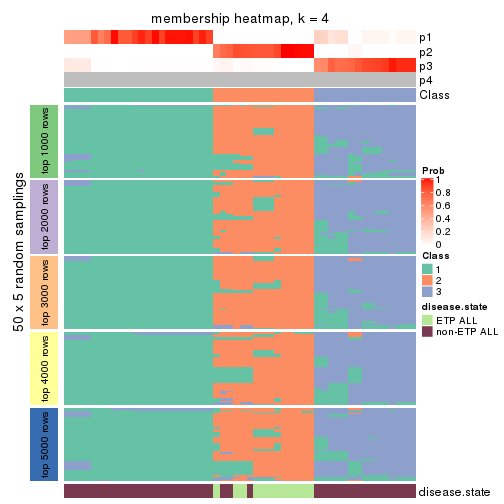 membership heatmap, k = 4
p1
p2
p3
p4
Class
50 x 5 random samplings
top 1000 rows
top 2000 rows
top 3000 rows
top 4000 rows
top 5000 rows
Prob
1
0.8
0.6
0.4
0.2
0
Class
1
2
3
disease.state
ETP ALL
non-ETP ALL
disease.state